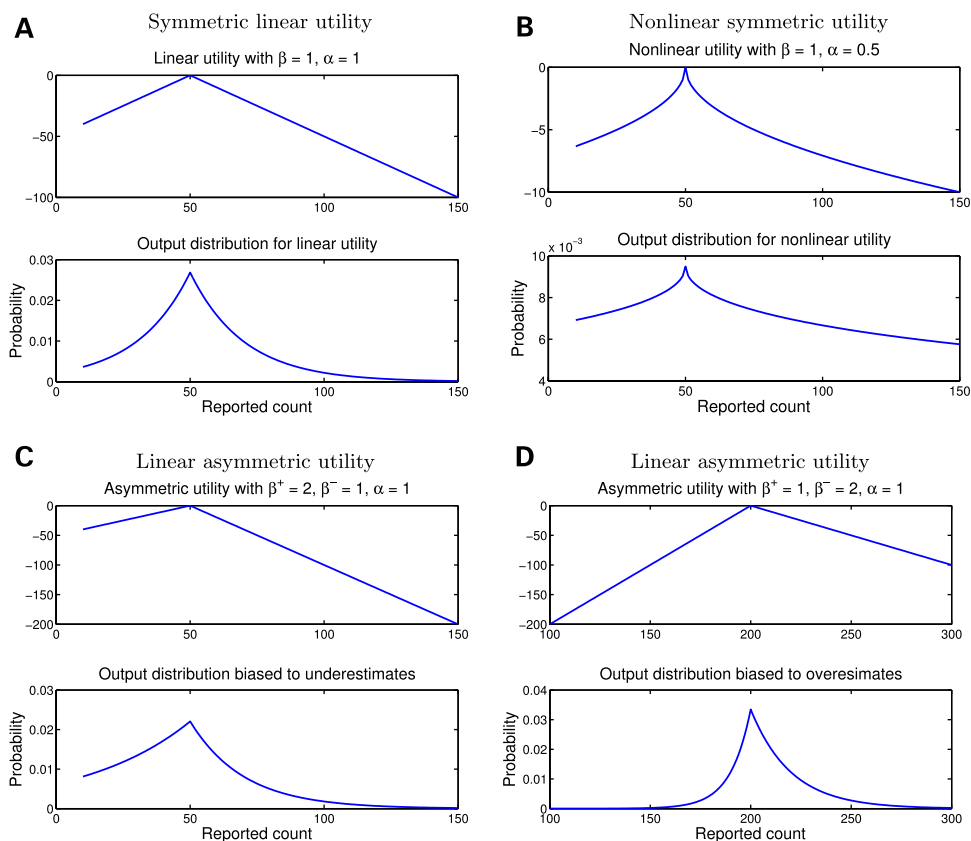 A
Symmetric linear utility
Linear utility with β = 1, α = 1
0
−50
−100
0 50 100 150
Output distribution for linear utility
0.03
0.02
0.01
0
Probability
0 50 100 150
Reported count
B
Nonlinear symmetric utility
Nonlinear utility with β = 1, α = 0.5
0
−5
−10
0 50 100 150
x 10⁻³
Output distribution for nonlinear utility
10
8
6
4
Probability
0 50 100 150
Reported count
C
Linear asymmetric utility
Asymmetric utility with β⁺ = 2, β⁻ = 1, α = 1
0
−50
−100
−150
−200
0 50 100 150
Output distribution biased to underestimates
0.03
0.02
0.01
0
Probability
0 50 100 150
Reported count
D
Linear asymmetric utility
Asymmetric utility with β⁺ = 1, β⁻ = 2, α = 1
0
−50
−100
−150
−200
100 150 200 250 300
Output distribution biased to overesimates
0.04
0.03
0.02
0.01
0
Probability
100 150 200 250 300
Reported count